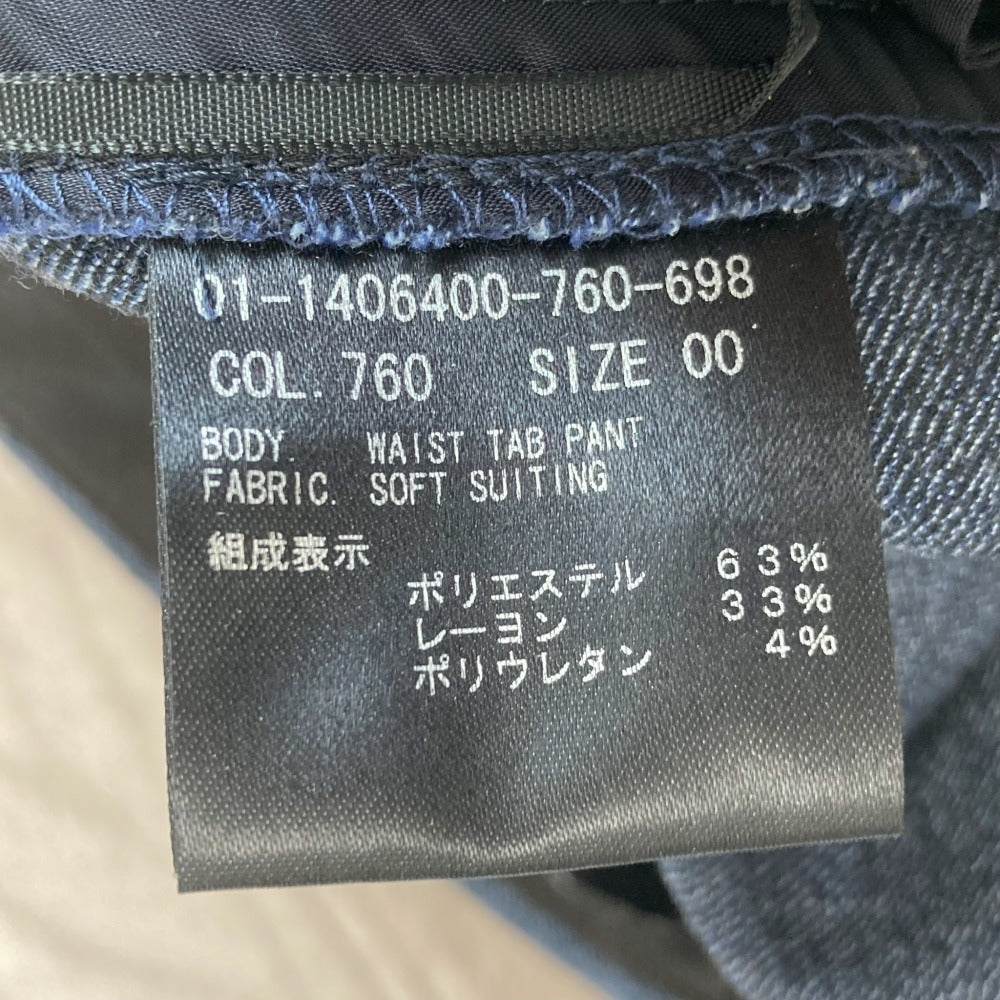 01-1406400-760-698
COL. 760 SIZE 00
BODY. WAIST TAB PANT
FABRIC. SOFT SUITING
組成表示
ポリエステル 63%
レーヨン 33%
ポリウレタン 4%